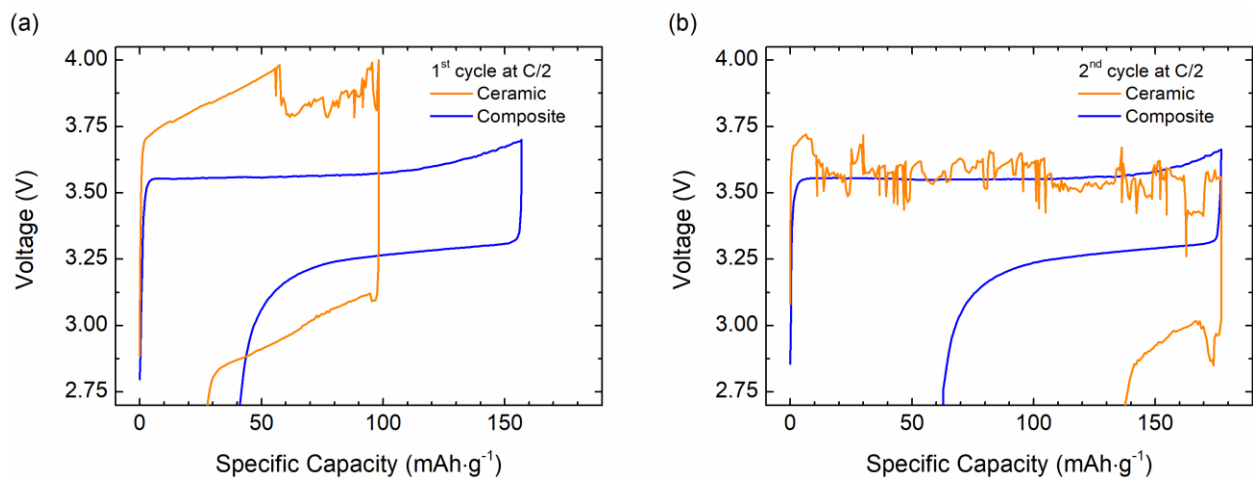 (a)
1st cycle at C/2
Ceramic
Composite
4.00
3.75
3.50
3.25
3.00
2.75
Voltage (V)
0
50
100
150
Specific Capacity (mAh·g-1)
(b)
2nd cycle at C/2
Ceramic
Composite
4.00
3.75
3.50
3.25
3.00
2.75
Voltage (V)
0
50
100
150
Specific Capacity (mAh·g-1)